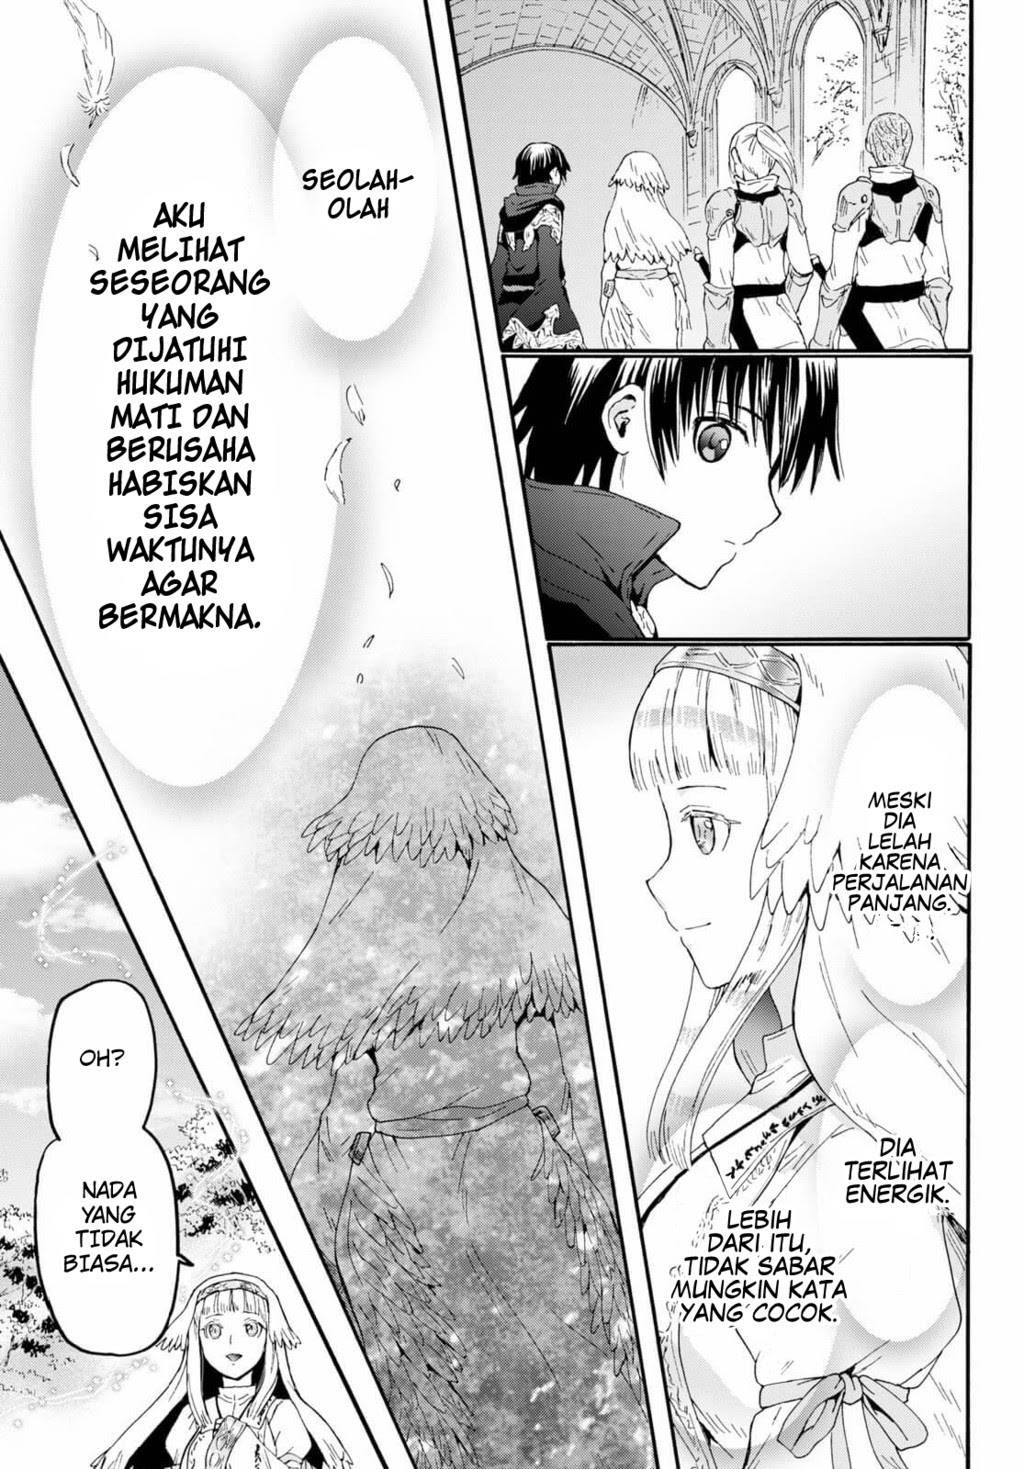 MESKI
DIA
LELAH
KARENA
PERJALANAN
PANJANG.
DIA
TERLIHAT
ENERGIK.
LEBIH
DARI ITU,
TIDAK SABAR
MUNGKIN KATA
YANG COCOK.
SEOLAH-
OLAH
AKU
MELIHAT
SESEORANG
YANG
DIJATUHI
HUKUMAN
MATI DAN
BERUSAHA
HABISKAN
SISA
WAKTUNYA
AGAR
BERMAKNA.
OH?
NADA
YANG
TIDAK
BIASA...